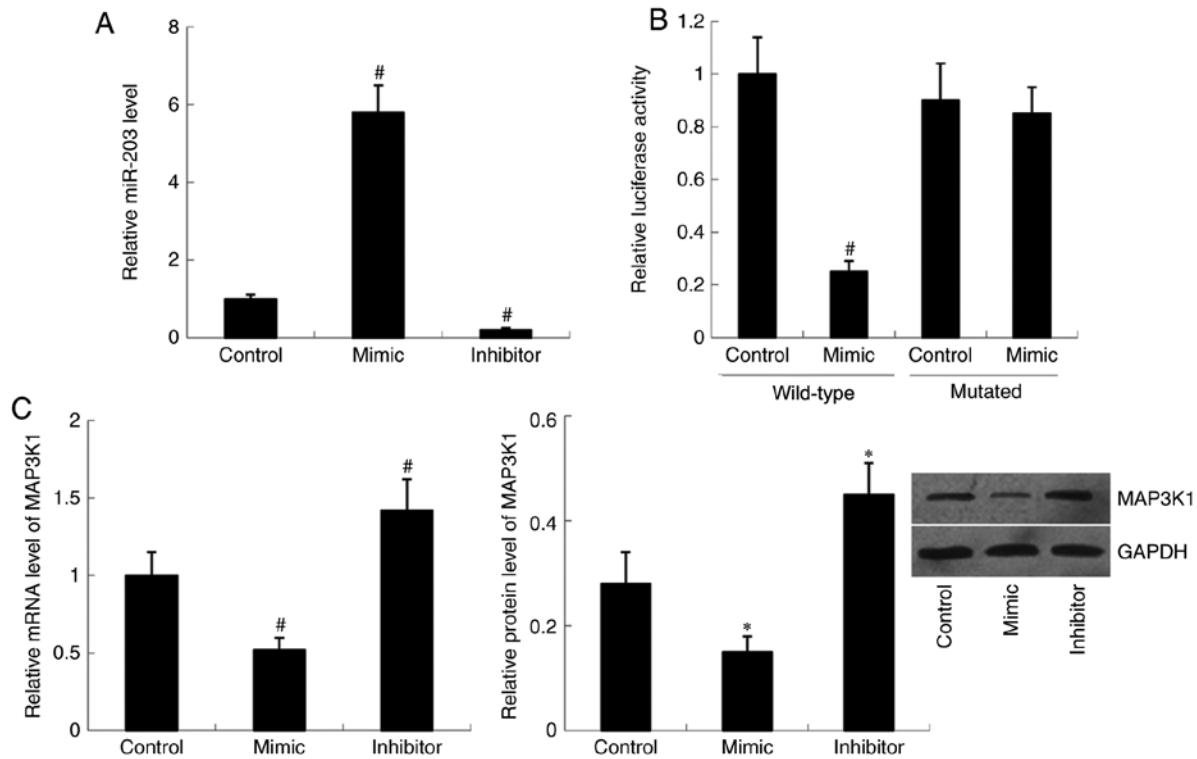 A
Relative miR-203 level
8
6
4
2
0
#
#
Control Mimic Inhibitor
B
Relative luciferase activity
1.2
1
0.8
0.6
0.4
0.2
0
#
Control Mimic Control Mimic
Wild-type Mutated
C
Relative mRNA level of MAP3K1
2
1.5
1
0.5
0
#
#
Control Mimic Inhibitor
Relative protein level of MAP3K1
0.6
0.4
0.2
0
*
*
Control Mimic Inhibitor
MAP3K1
GAPDH
Control
Mimic
Inhibitor